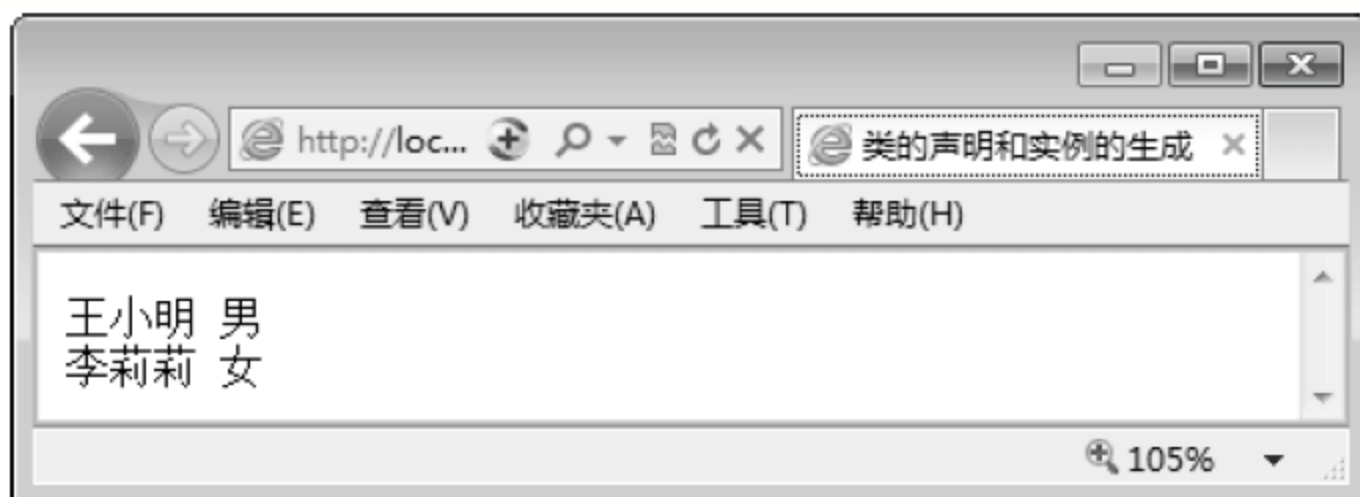 http://loc... 类的声明和实例的生成
文件(F) 编辑(E) 查看(V) 收藏夹(A) 工具(T) 帮助(H)
王小明 男
李莉莉 女
105%